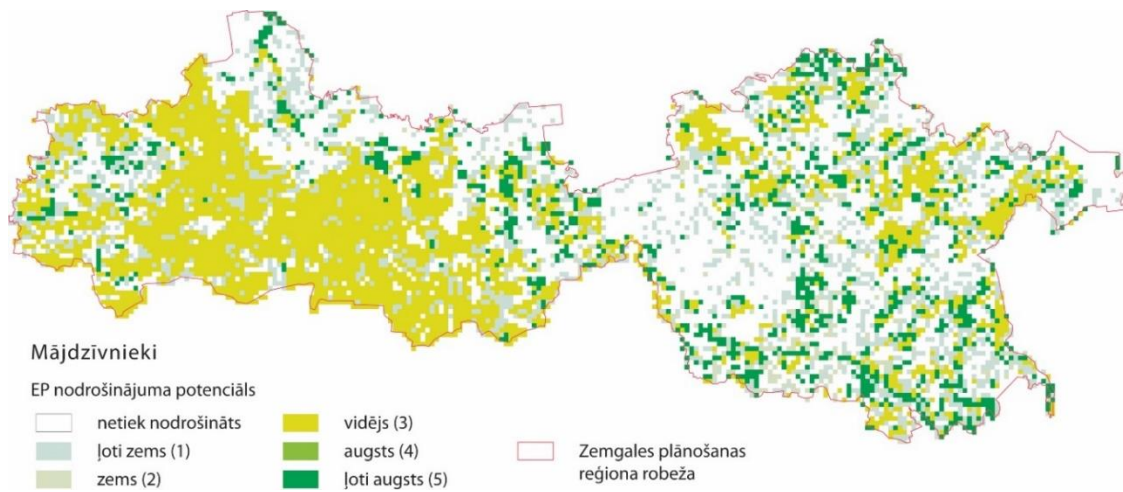 Mājdzīvnieki
EP nodrošinājuma potenciāls
netiek nodrošināts
ļoti zems (1)
zems (2)
vidējs (3)
augsts (4)
ļoti augsts (5)
Zemgales plānošanas
reģiona robeža